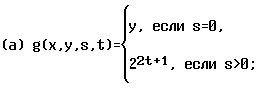 (a) g(x,y,s,t)=
y, если s=0,
2^{2t+1}, если s>0;